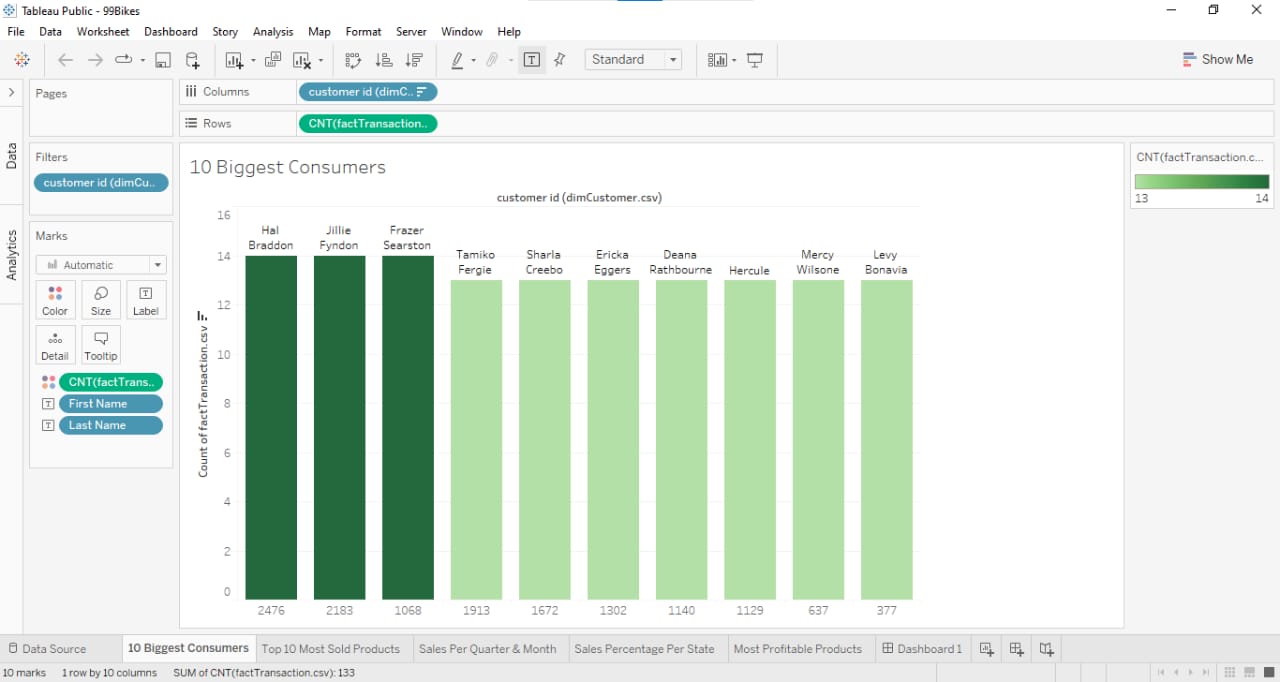 Tableau Public - 99Bikes
File Data Worksheet Dashboard Story Analysis Map Format Server Window Help
Standard
Show Me
Pages
Columns
customer id (dimC..
Rows
CNT(factTransaction..
Data
Analytics
Filters
customer id (dimCu..
Marks
Automatic
Color Size Label
Detail Tooltip
CNT(factTrans..
First Name
Last Name
10 Biggest Consumers
customer id (dimCustomer.csv)
Count of factTransaction.csv
16
14
12
10
8
6
4
2
0
Hal
Braddon
Jillie
Fyndon
Frazer
Searston
Tamiko
Fergie
Sharla
Creebo
Ericka
Eggers
Deana
Rathbourne
Hercule
Mercy
Wilsone
Levy
Bonavia
2476 2183 1068 1913 1672 1302 1140 1129 637 377
CNT(factTransaction.c...
13 14
Data Source 10 Biggest Consumers Top 10 Most Sold Products Sales Per Quarter & Month Sales Percentage Per State Most Profitable Products Dashboard 1
10 marks 1 row by 10 columns SUM of CNT(factTransaction.csv): 133